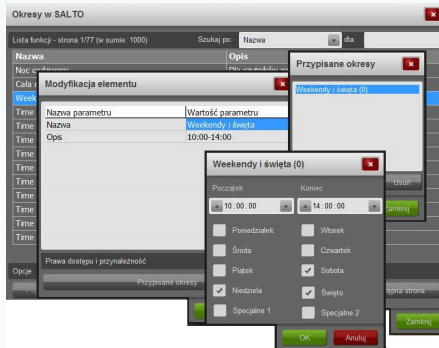 Okresy w SALTO
Lista funkcji - strona 1/77 (w sumie: 1000)
Szukaj po:
Nazwa
dla:
Nazwa
Opis
Noc
Cała
Week
Time
Time
Time
Time
Time
Time
Time
Time
Time
Time
Opcje
strona
Zamknij
Modyfikacja elementu
Nazwa parametru
Wartość parametru
Nazwa
Weekendy i święta
Opis
10:00-14:00
Prawa dostępu i przynależność
Przypisane okresy
Przypisane okresy
Weekendy i święta (0)
Usuń
Zamknij
Weekendy i święta (0)
Początek
Koniec
10:00:00
14:00:00
Poniedziałek
Wtorek
Środa
Czwartek
Piątek
Sobota
Niedziela
Święto
Specjalne 1
Specjalne 2
OK
Anuluj